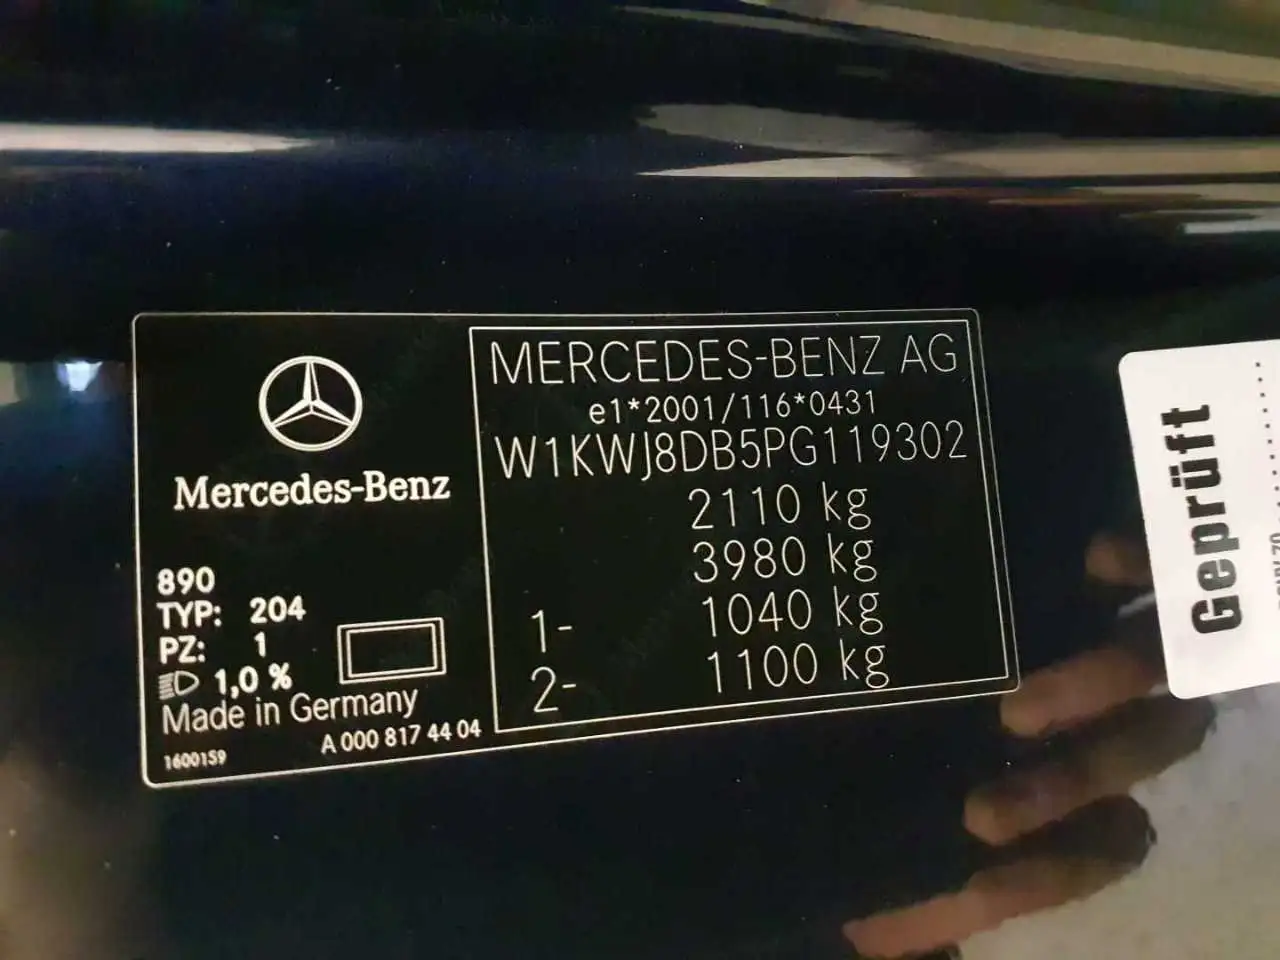 MERCEDES-BENZ AG
e1*2001/116*0431
W1KWJ8DB5PG119302
2110 kg
3980 kg
1- 1040 kg
2- 1100 kg
Mercedes-Benz
890
TYP: 204
PZ: 1
1,0 %
Made in Germany
A 000 817 44 04
1600159
Geprüft